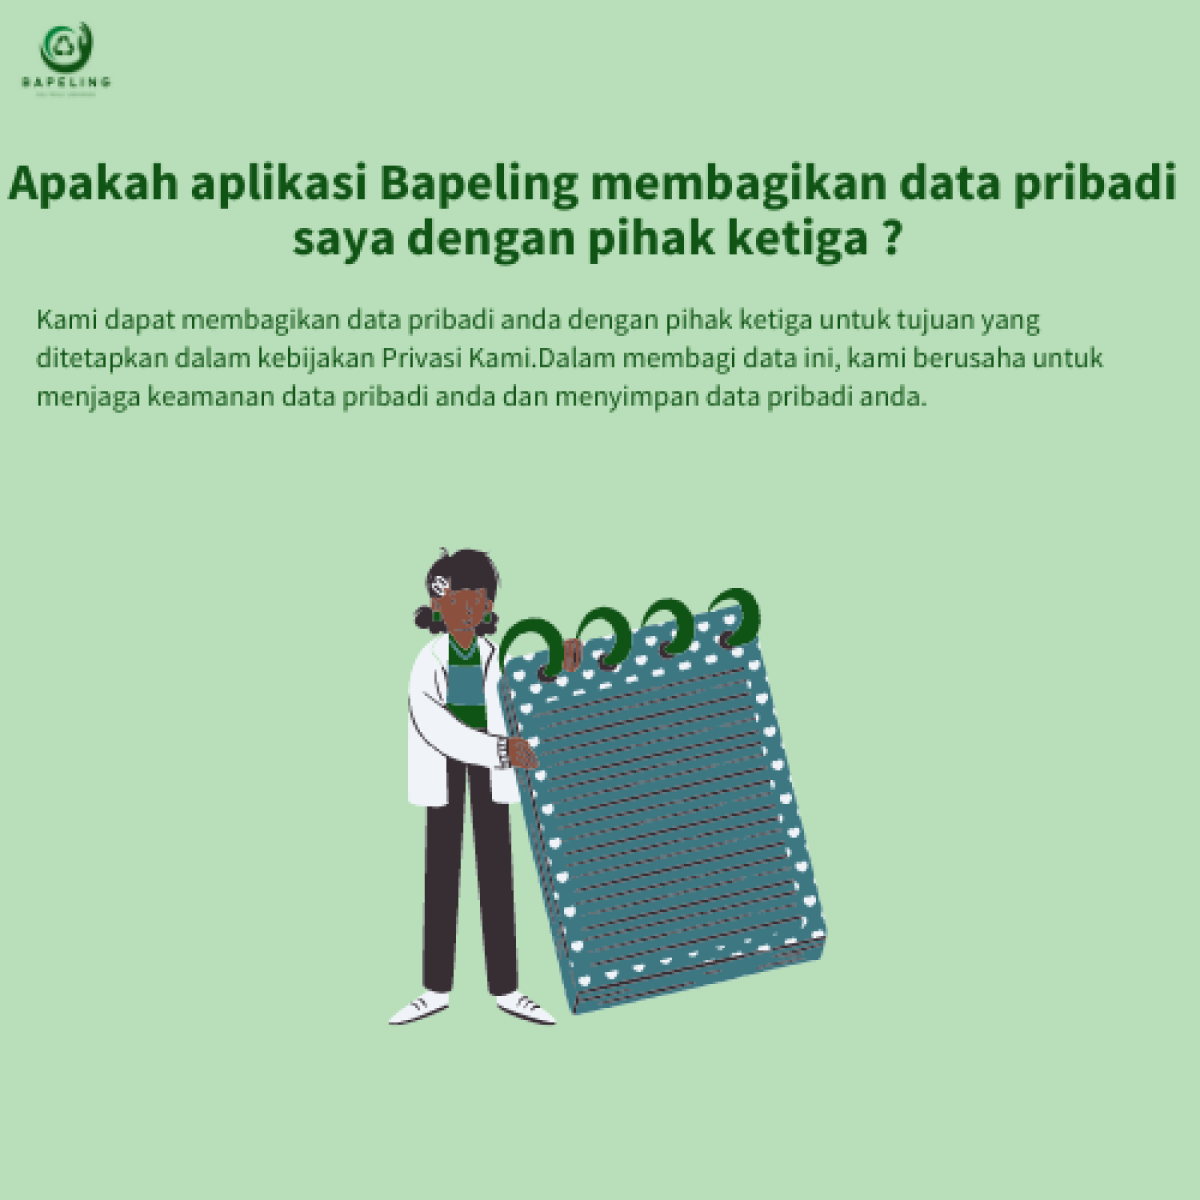 BAPELING
Apakah aplikasi Bapeling membagikan data pribadi
saya dengan pihak ketiga ?
Kami dapat membagikan data pribadi anda dengan pihak ketiga untuk tujuan yang
ditetapkan dalam kebijakan Privasi Kami.Dalam membagi data ini, kami berusaha untuk
menjaga keamanan data pribadi anda dan menyimpan data pribadi anda.